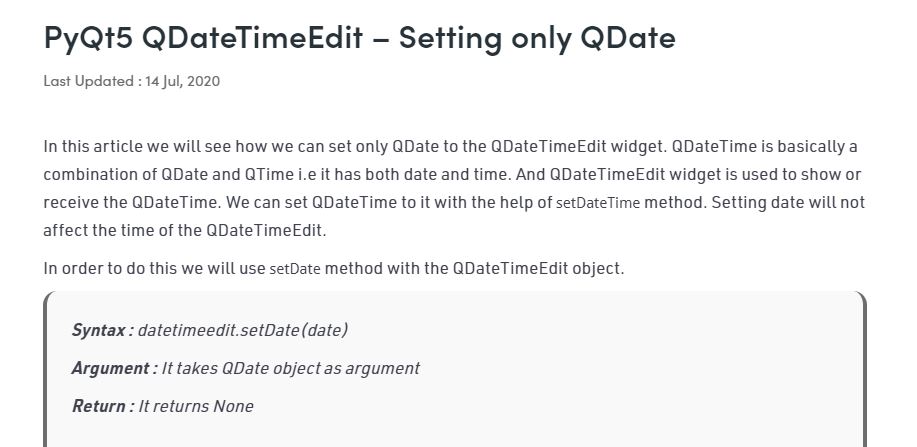 PyQt5 QDateTimeEdit – Setting only QDate
Last Updated : 14 Jul, 2020
In this article we will see how we can set only QDate to the QDateTimeEdit widget. QDateTime is basically a
combination of QDate and QTime i.e it has both date and time. And QDateTimeEdit widget is used to show or
receive the QDateTime. We can set QDateTime to it with the help of setDateTime method. Setting date will not
affect the time of the QDateTimeEdit.
In order to do this we will use setDate method with the QDateTimeEdit object.
Syntax : datetimeedit.setDate(date)
Argument : It takes QDate object as argument
Return : It returns None